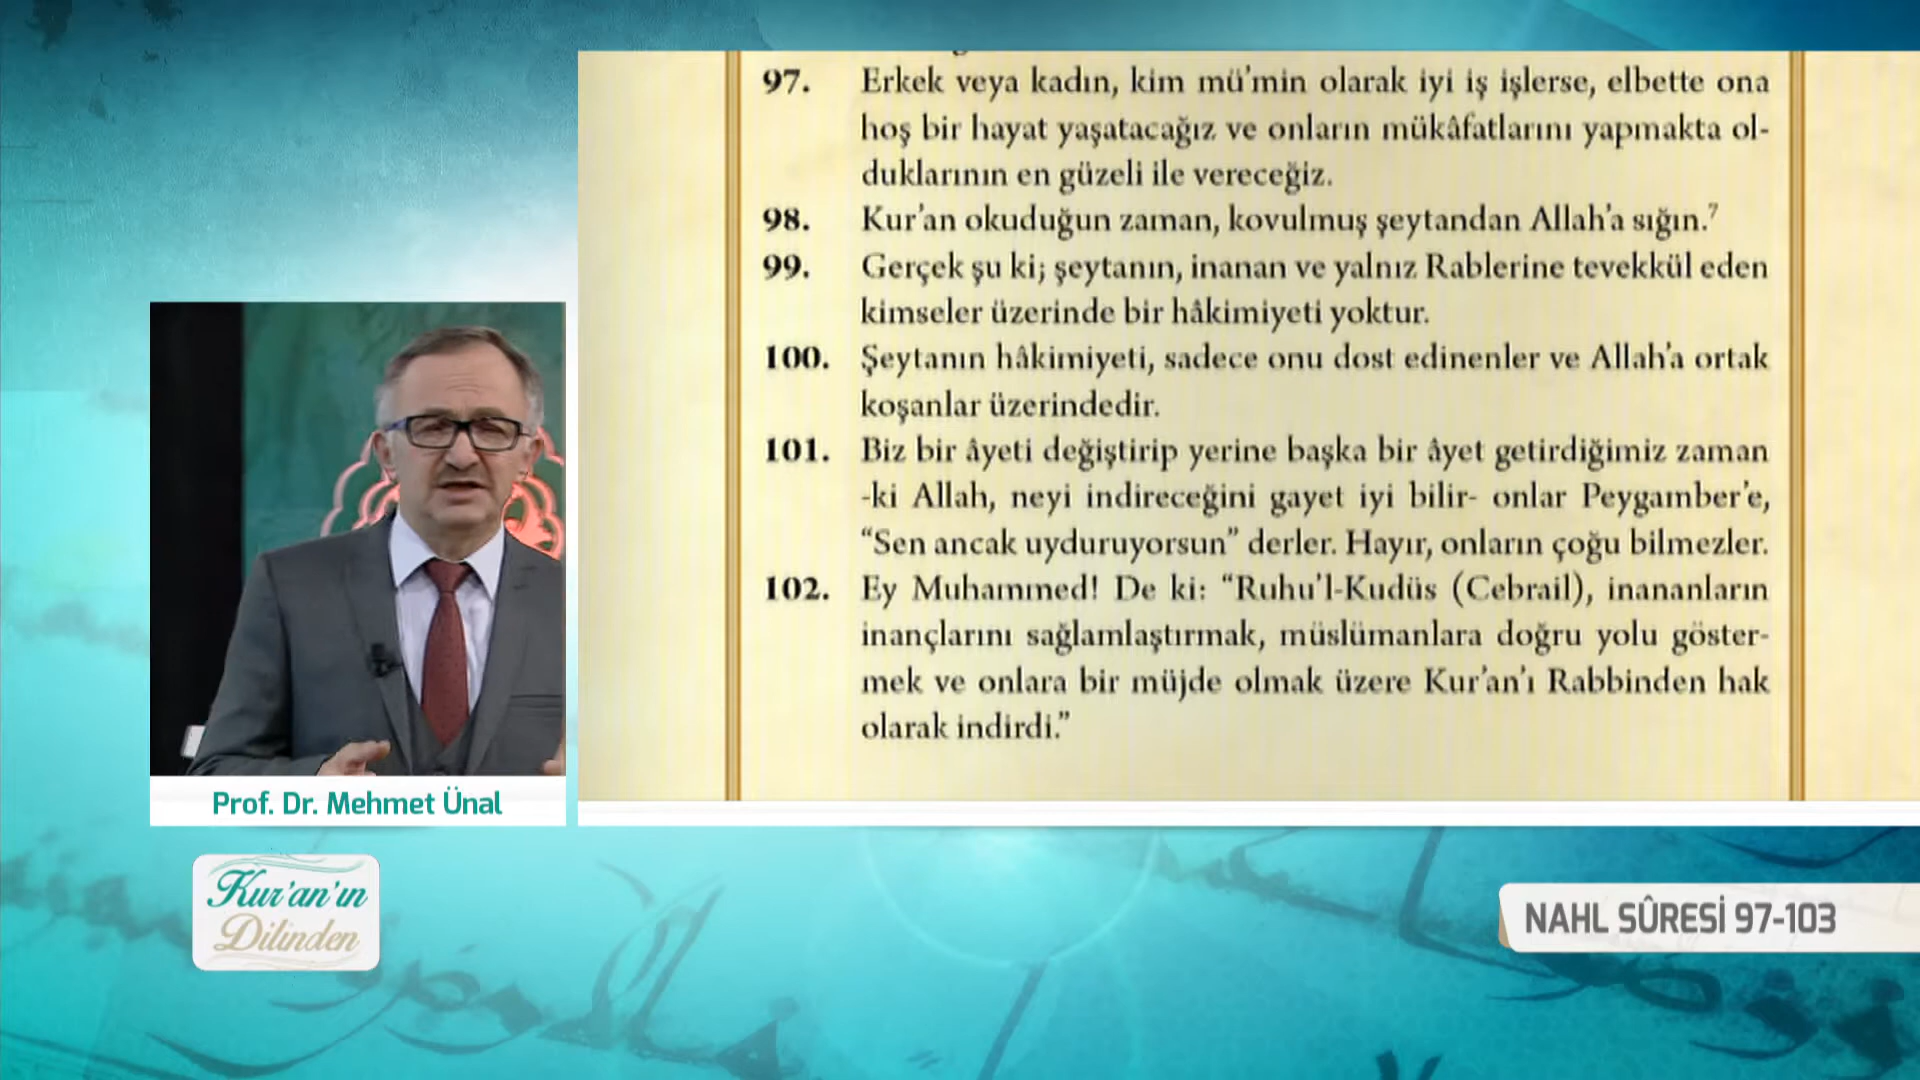 97. Erkek veya kadın, kim mü'min olarak iyi iş işlerse, elbette ona
hoş bir hayat yaşatacağız ve onların mükâfatlarını yapmakta ol-
duklarının en güzeli ile vereceğiz.
98. Kur'an okuduğun zaman, kovulmuş şeytandan Allah'a sığın.⁷
99. Gerçek şu ki; şeytanın, inanan ve yalnız Rablerine tevekkül eden
kimseler üzerinde bir hâkimiyeti yoktur.
100. Şeytanın hâkimiyeti, sadece onu dost edinenler ve Allah'a ortak
koşanlar üzerindedir.
101. Biz bir âyeti değiştirip yerine başka bir âyet getirdiğimiz zaman
-ki Allah, neyi indireceğini gayet iyi bilir- onlar Peygamber'e,
“Sen ancak uyduruyorsun” derler. Hayır, onların çoğu bilmezler.
102. Ey Muhammed! De ki: “Ruhu'l-Kudüs (Cebrail), inananların
inançlarını sağlamlaştırmak, müslümanlara doğru yolu göster-
mek ve onlara bir müjde olmak üzere Kur'an'ı Rabbinden hak
olarak indirdi.”
Prof. Dr. Mehmet Ünal
Kur'an'ın
Dilinden
NAHL SÛRESİ 97-103